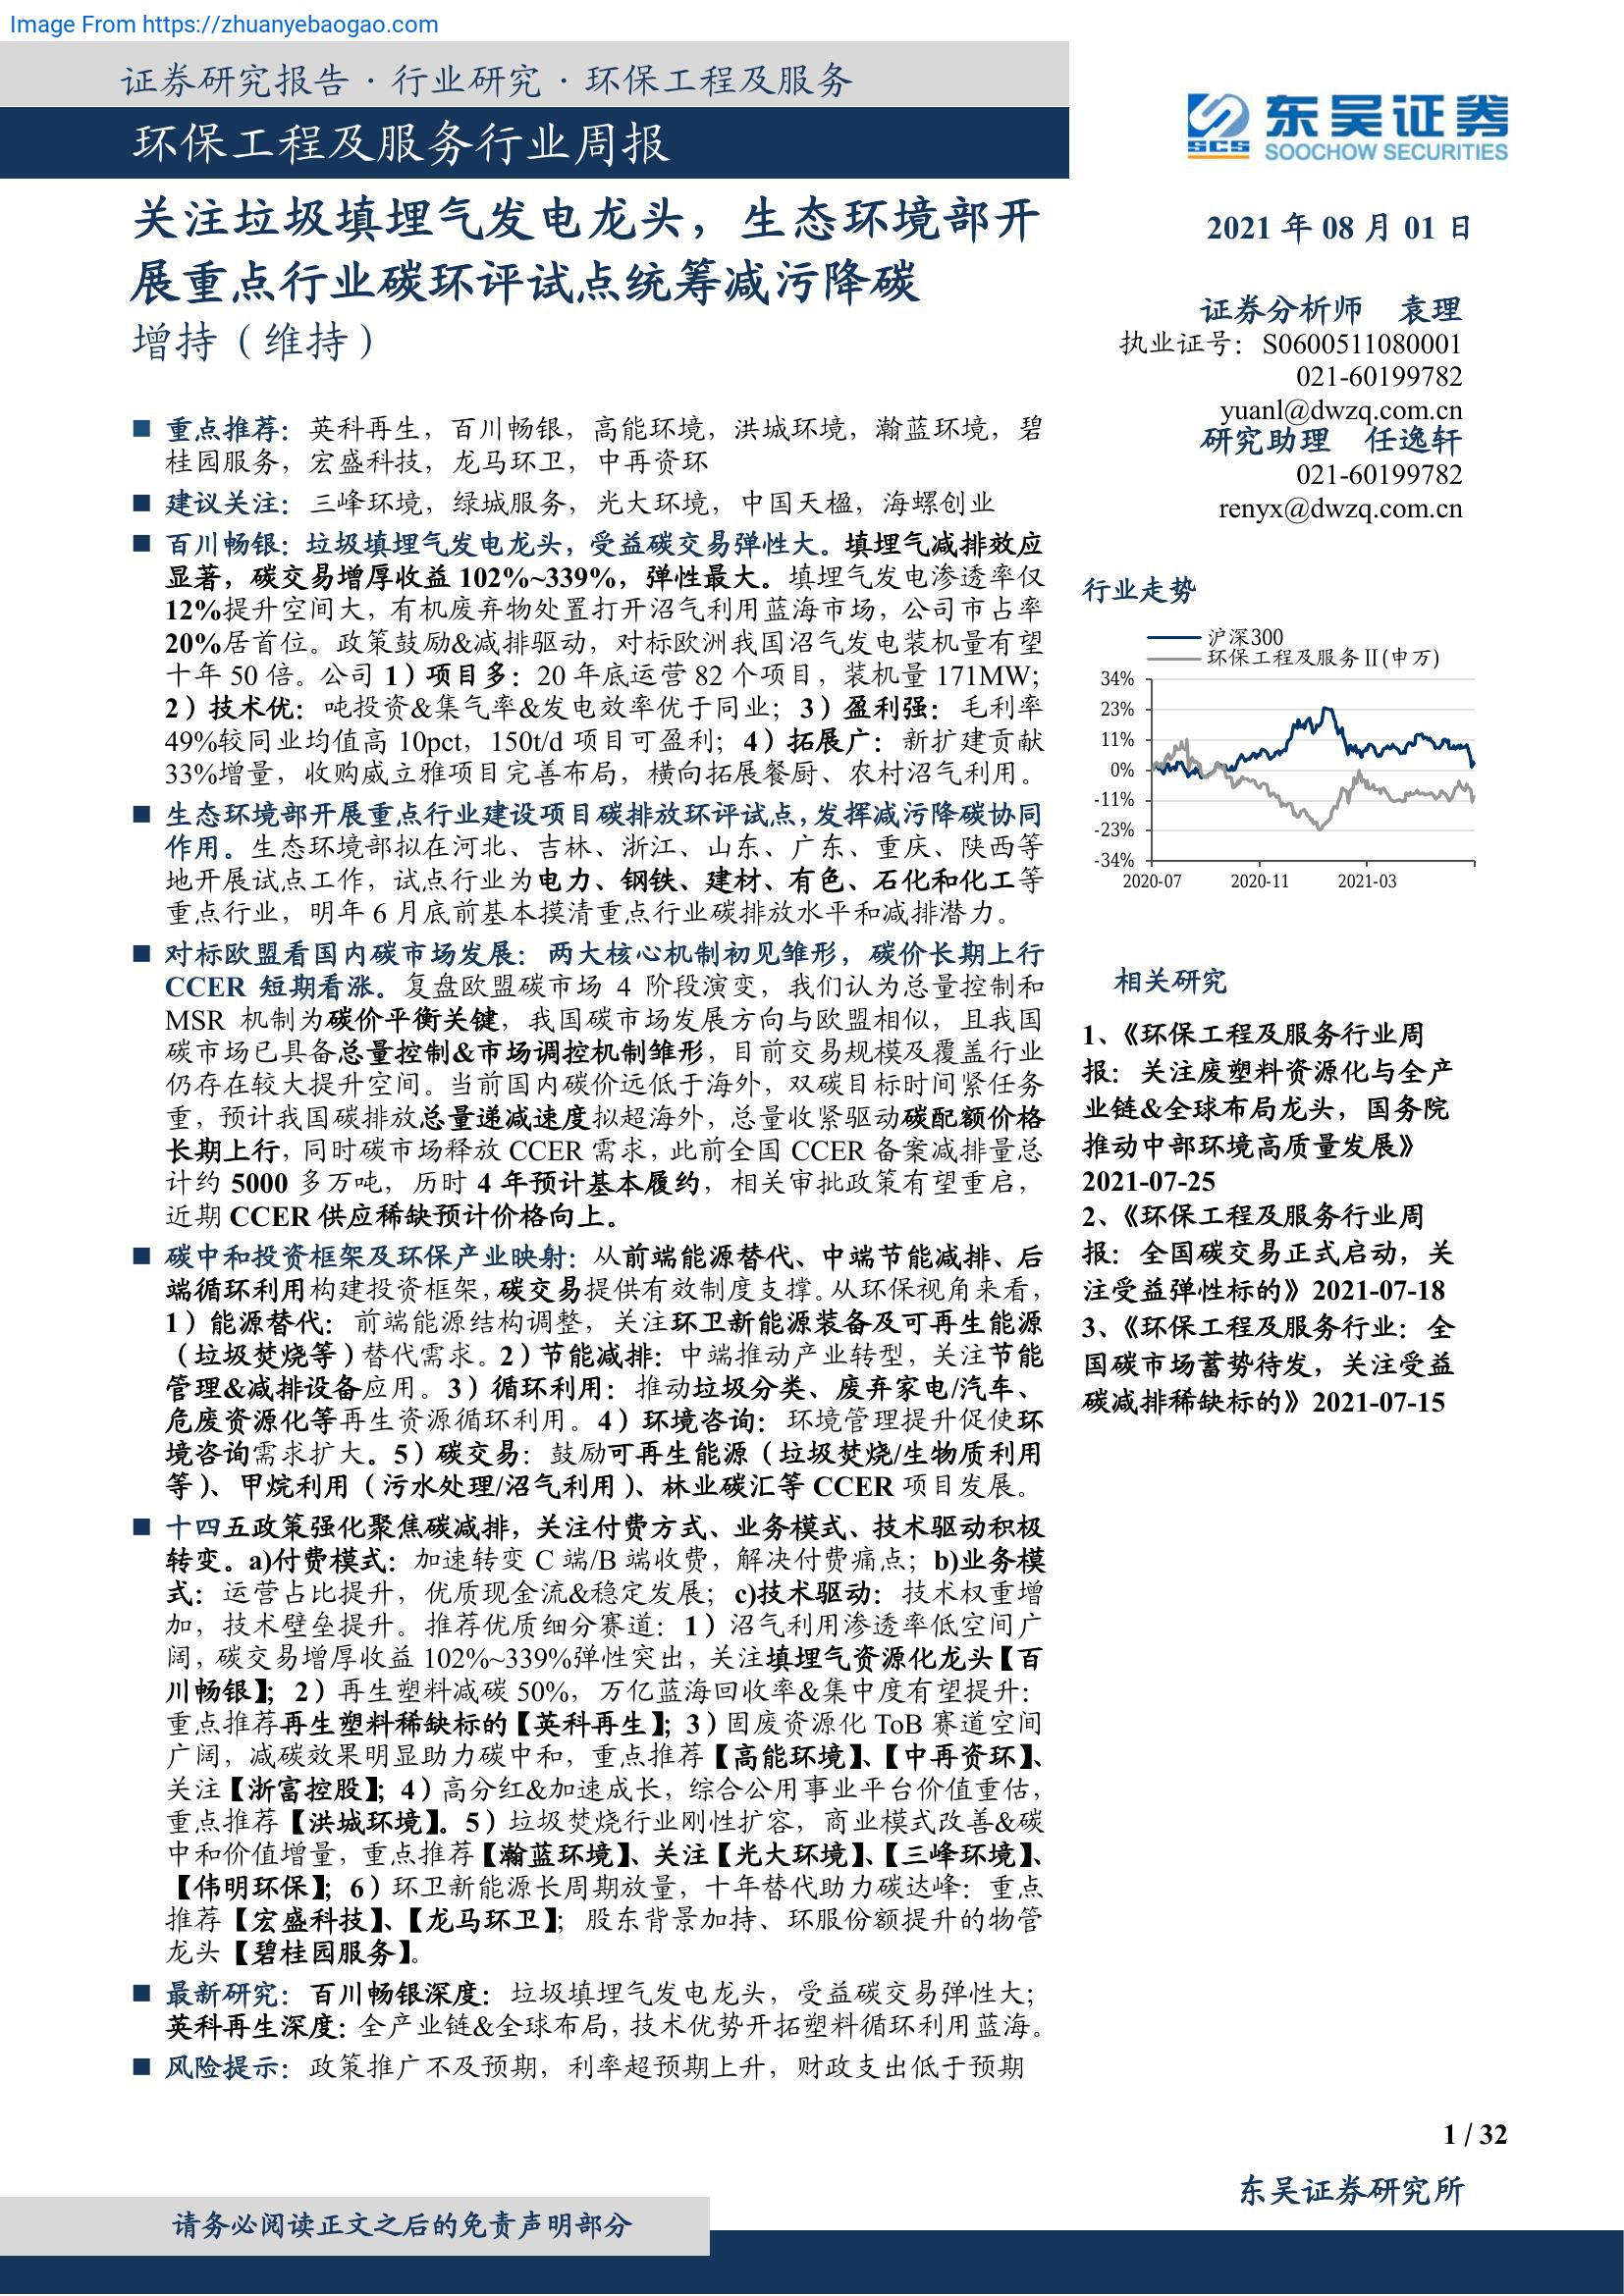 Image From https://zhuanyebaogao.com
证券研究报告 · 行业研究 · 环保工程及服务
环保工程及服务行业周报
东吴证券
SCS
SOOCHOW SECURITIES
关注垃圾填埋气发电龙头，生态环境部开
展重点行业碳环评试点统筹减污降碳
增持（维持）
2021 年 08 月 01 日
证券分析师 袁理
执业证号：S0600511080001
021-60199782
yuanl@dwzq.com.cn
研究助理 任逸轩
021-60199782
renyx@dwzq.com.cn
■ 重点推荐：英科再生，百川畅银，高能环境，洪城环境，瀚蓝环境，碧
桂园服务，宏盛科技，龙马环卫，中再资环
■ 建议关注：三峰环境，绿城服务，光大环境，中国天楹，海螺创业
■ 百川畅银：垃圾填埋气发电龙头，受益碳交易弹性大。填埋气减排效应
显著，碳交易增厚收益 102%~339%，弹性最大。填埋气发电渗透率仅
12%提升空间大，有机废弃物处置打开沼气利用蓝海市场，公司市占率
20%居首位。政策鼓励&减排驱动，对标欧洲我国沼气发电装机量有望
十年 50 倍。公司 1）项目多：20 年底运营 82 个项目，装机量 171MW；
2）技术优：吨投资&集气率&发电效率优于同业；3）盈利强：毛利率
49%较同业均值高 10pct，150t/d 项目可盈利；4）拓展广：新扩建贡献
33%增量，收购威立雅项目完善布局，横向拓展餐厨、农村沼气利用。
■ 生态环境部开展重点行业建设项目碳排放环评试点，发挥减污降碳协同
作用。生态环境部拟在河北、吉林、浙江、山东、广东、重庆、陕西等
地开展试点工作，试点行业为电力、钢铁、建材、有色、石化和化工等
重点行业，明年 6 月底前基本摸清重点行业碳排放水平和减排潜力。
■ 对标欧盟看国内碳市场发展：两大核心机制初见雏形，碳价长期上行
CCER 短期看涨。复盘欧盟碳市场 4 阶段演变，我们认为总量控制和
MSR 机制为碳价平衡关键，我国碳市场发展方向与欧盟相似，且我国
碳市场已具备总量控制&市场调控机制雏形，目前交易规模及覆盖行业
仍存在较大提升空间。当前国内碳价远低于海外，双碳目标时间紧任务
重，预计我国碳排放总量递减速度拟超海外，总量收紧驱动碳配额价格
长期上行，同时碳市场释放 CCER 需求，此前全国 CCER 备案减排量总
计约 5000 多万吨，历时 4 年预计基本履约，相关审批政策有望重启，
近期 CCER 供应稀缺预计价格向上。
■ 碳中和投资框架及环保产业映射：从前端能源替代、中端节能减排、后
端循环利用构建投资框架，碳交易提供有效制度支撑。从环保视角来看，
1）能源替代：前端能源结构调整，关注环卫新能源装备及可再生能源
（垃圾焚烧等）替代需求。2）节能减排：中端推动产业转型，关注节能
管理&减排设备应用。3）循环利用：推动垃圾分类、废弃家电/汽车、
危废资源化等再生资源循环利用。4）环境咨询：环境管理提升促使环
境咨询需求扩大。5）碳交易：鼓励可再生能源（垃圾焚烧/生物质利用
等）、甲烷利用（污水处理/沼气利用）、林业碳汇等 CCER 项目发展。
■ 十四五政策强化聚焦碳减排，关注付费方式、业务模式、技术驱动积极
转变。a)付费模式：加速转变 C 端/B 端收费，解决付费痛点；b)业务模
式：运营占比提升，优质现金流&稳定发展；c)技术驱动：技术权重增
加，技术壁垒提升。推荐优质细分赛道：1）沼气利用渗透率低空间广
阔，碳交易增厚收益 102%~339%弹性突出，关注填埋气资源化龙头【百
川畅银】；2）再生塑料减碳 50%，万亿蓝海回收率&集中度有望提升：
重点推荐再生塑料稀缺标的【英科再生】；3）固废资源化 ToB 赛道空间
广阔，减碳效果明显助力碳中和，重点推荐【高能环境】、【中再资环】、
关注【浙富控股】；4）高分红&加速成长，综合公用事业平台价值重估，
重点推荐【洪城环境】。5）垃圾焚烧行业刚性扩容，商业模式改善&碳
中和价值增量，重点推荐【瀚蓝环境】、关注【光大环境】、【三峰环境】、
【伟明环保】；6）环卫新能源长周期放量，十年替代助力碳达峰：重点
推荐【宏盛科技】、【龙马环卫】；股东背景加持、环服份额提升的物管
龙头【碧桂园服务】。
■ 最新研究：百川畅银深度：垃圾填埋气发电龙头，受益碳交易弹性大；
英科再生深度：全产业链&全球布局，技术优势开拓塑料循环利用蓝海。
■ 风险提示：政策推广不及预期，利率超预期上升，财政支出低于预期
行业走势
沪深300
环保工程及服务Ⅱ(申万)
34%
23%
11%
0%
-11%
-23%
-34%
2020-07 2020-11 2021-03
相关研究
1、《环保工程及服务行业周
报：关注废塑料资源化与全产
业链&全球布局龙头，国务院
推动中部环境高质量发展》
2021-07-25
2、《环保工程及服务行业周
报：全国碳交易正式启动，关
注受益弹性标的》2021-07-18
3、《环保工程及服务行业：全
国碳市场蓄势待发，关注受益
碳减排稀缺标的》2021-07-15
1 / 32
东吴证券研究所
请务必阅读正文之后的免责声明部分